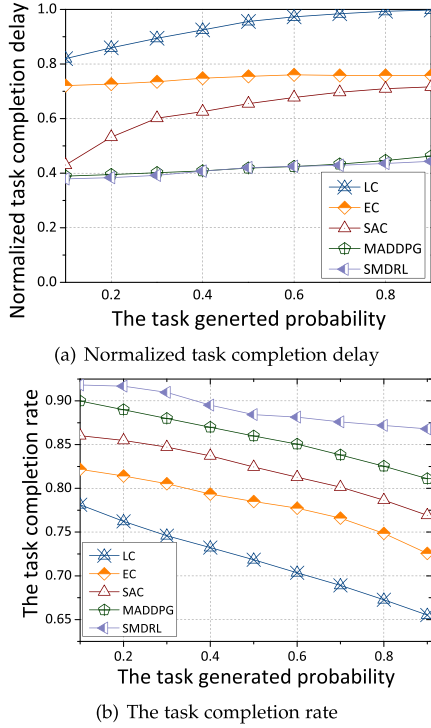 1.0
0.8
0.6
0.4
0.2
0.0
Normalized task completion delay
LC
EC
SAC
MADDPG
SMDRL
0.2 0.4 0.6 0.8
The task generted probability
(a) Normalized task completion delay
0.90
0.85
0.80
0.75
0.70
0.65
The task completion rate
LC
EC
SAC
MADDPG
SMDRL
0.2 0.4 0.6 0.8
The task generated probability
(b) The task completion rate